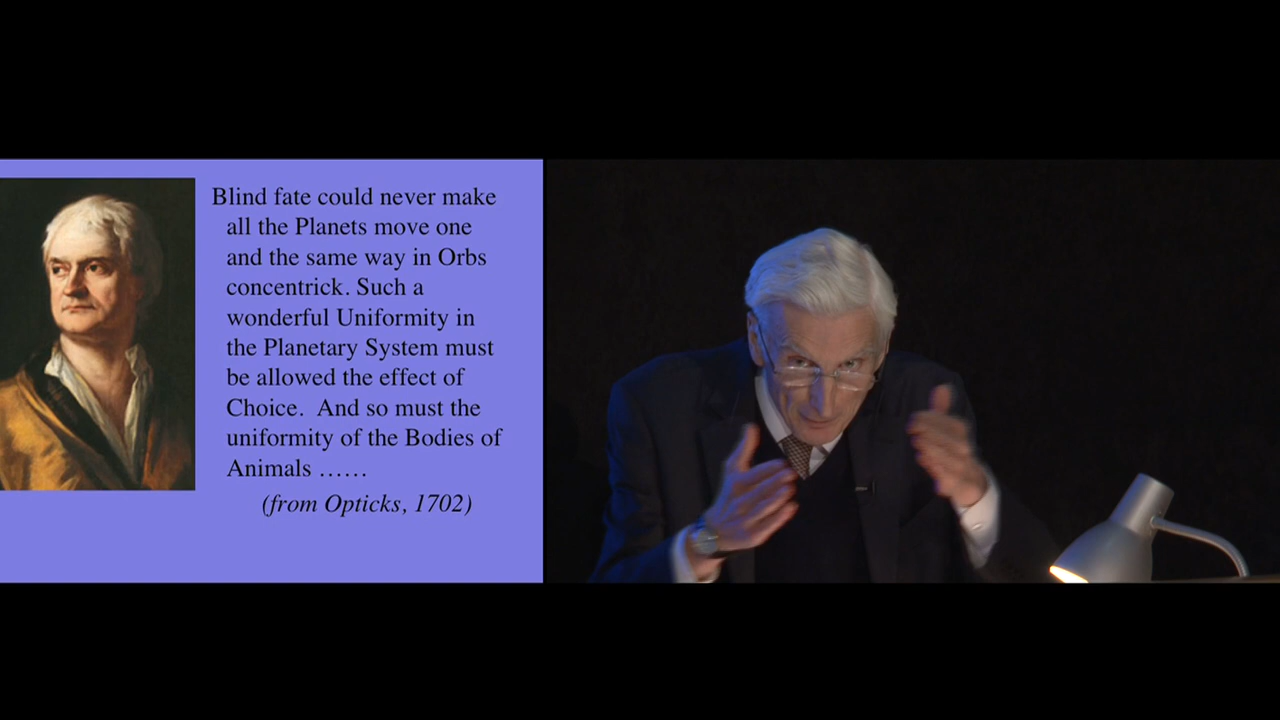 Blind fate could never make
all the Planets move one
and the same way in Orbs
concentrick. Such a
wonderful Uniformity in
the Planetary System must
be allowed the effect of
Choice.  And so must the
uniformity of the Bodies of
Animals ……
(from Opticks, 1702)